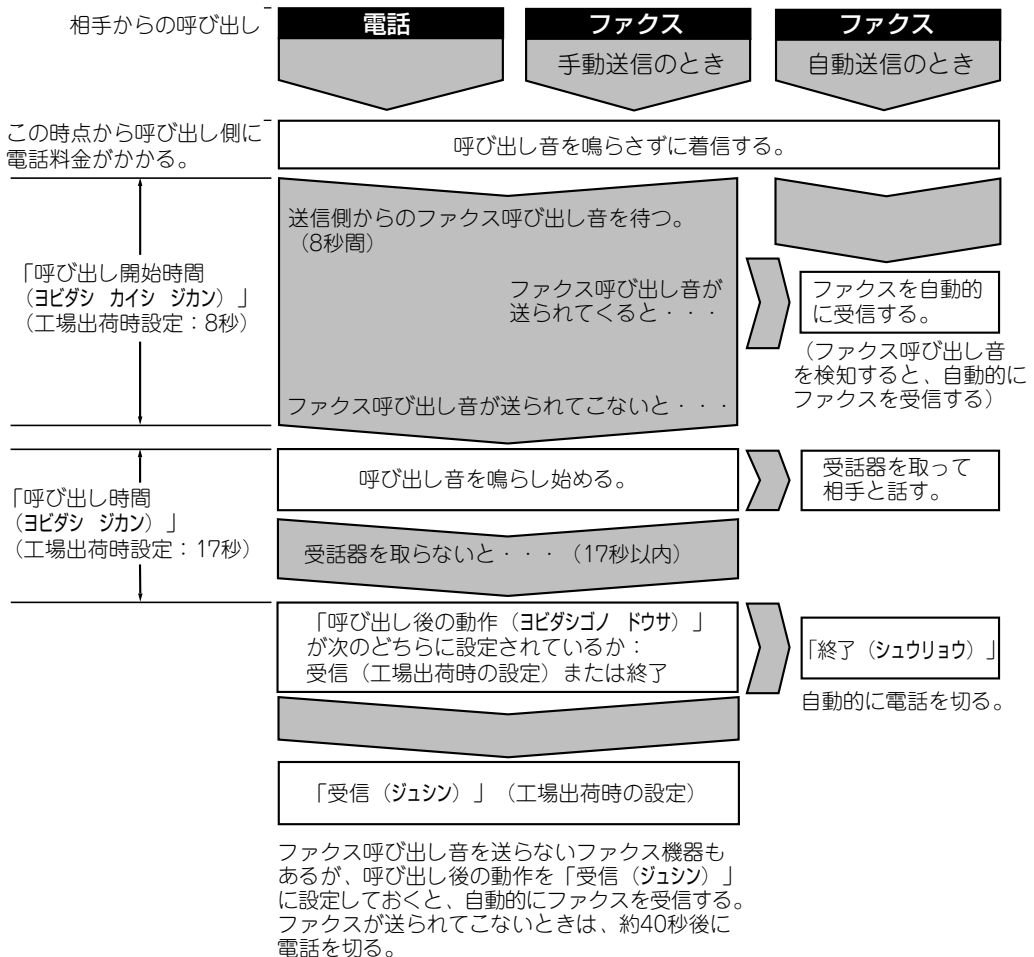 相手からの呼び出し
電話
ファクス
手動送信のとき
ファクス
自動送信のとき
この時点から呼び出し側に
電話料金がかかる。
呼び出し音を鳴らさずに着信する。
「呼び出し開始時間
（ヨビダシ カイシ ジカン）」
（工場出荷時設定：8秒）
送信側からのファクス呼び出し音を待つ。
（8秒間）
ファクス呼び出し音が
送られてくると・・・
ファクス呼び出し音が送られてこないと・・・
ファクスを自動的
に受信する。
（ファクス呼び出し音
を検知すると、自動的に
ファクスを受信する）
「呼び出し時間
（ヨビダシ ジカン）」
（工場出荷時設定：17秒）
呼び出し音を鳴らし始める。
受話器を取って
相手と話す。
受話器を取らないと・・・（17秒以内）
「呼び出し後の動作（ヨビダシゴノ ドウサ）」
が次のどちらに設定されているか：
受信（工場出荷時の設定）または終了
「終了（シュウリョウ）」
自動的に電話を切る。
「受信（ジュシン）」（工場出荷時の設定）
ファクス呼び出し音を送らないファクス機器も
あるが、呼び出し後の動作を「受信（ジュシン）」
に設定しておくと、自動的にファクスを受信する。
ファクスが送られてこないときは、約40秒後に
電話を切る。